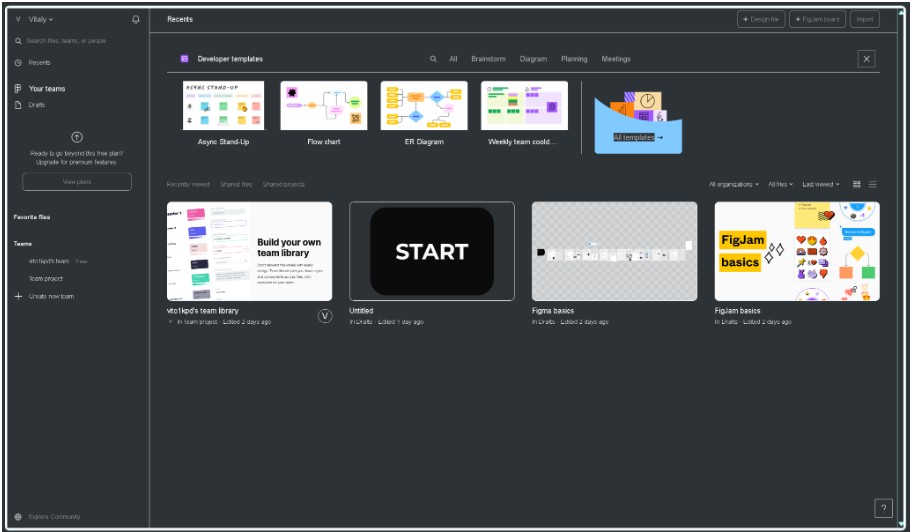 V Vitaly
Recents
+ Design file
+ FigJam board
Import
Search files, teams, or people
Recents
Your teams
Drafts
Ready to go beyond this free plan?
Upgrade for premium features.
View plans
Favorite files
Teams
vito1kpd's team Free
Team project
Create new team
Explore Community
Developer templates
All Brainstorm Diagram Planning Meetings
ASYNC STAND-UP
Async Stand-Up
Flow chart
ER Diagram
Weekly team coold...
All templates →
Recently viewed Shared files Shared projects
All organizations All files Last viewed
Build your own
team library
START
FigJam
basics
vito1kpd's team library
In Team project · Edited 2 days ago
V
Untitled
In Drafts · Edited 1 day ago
Figma basics
In Drafts · Edited 2 days ago
FigJam basics
In Drafts · Edited 2 days ago
?